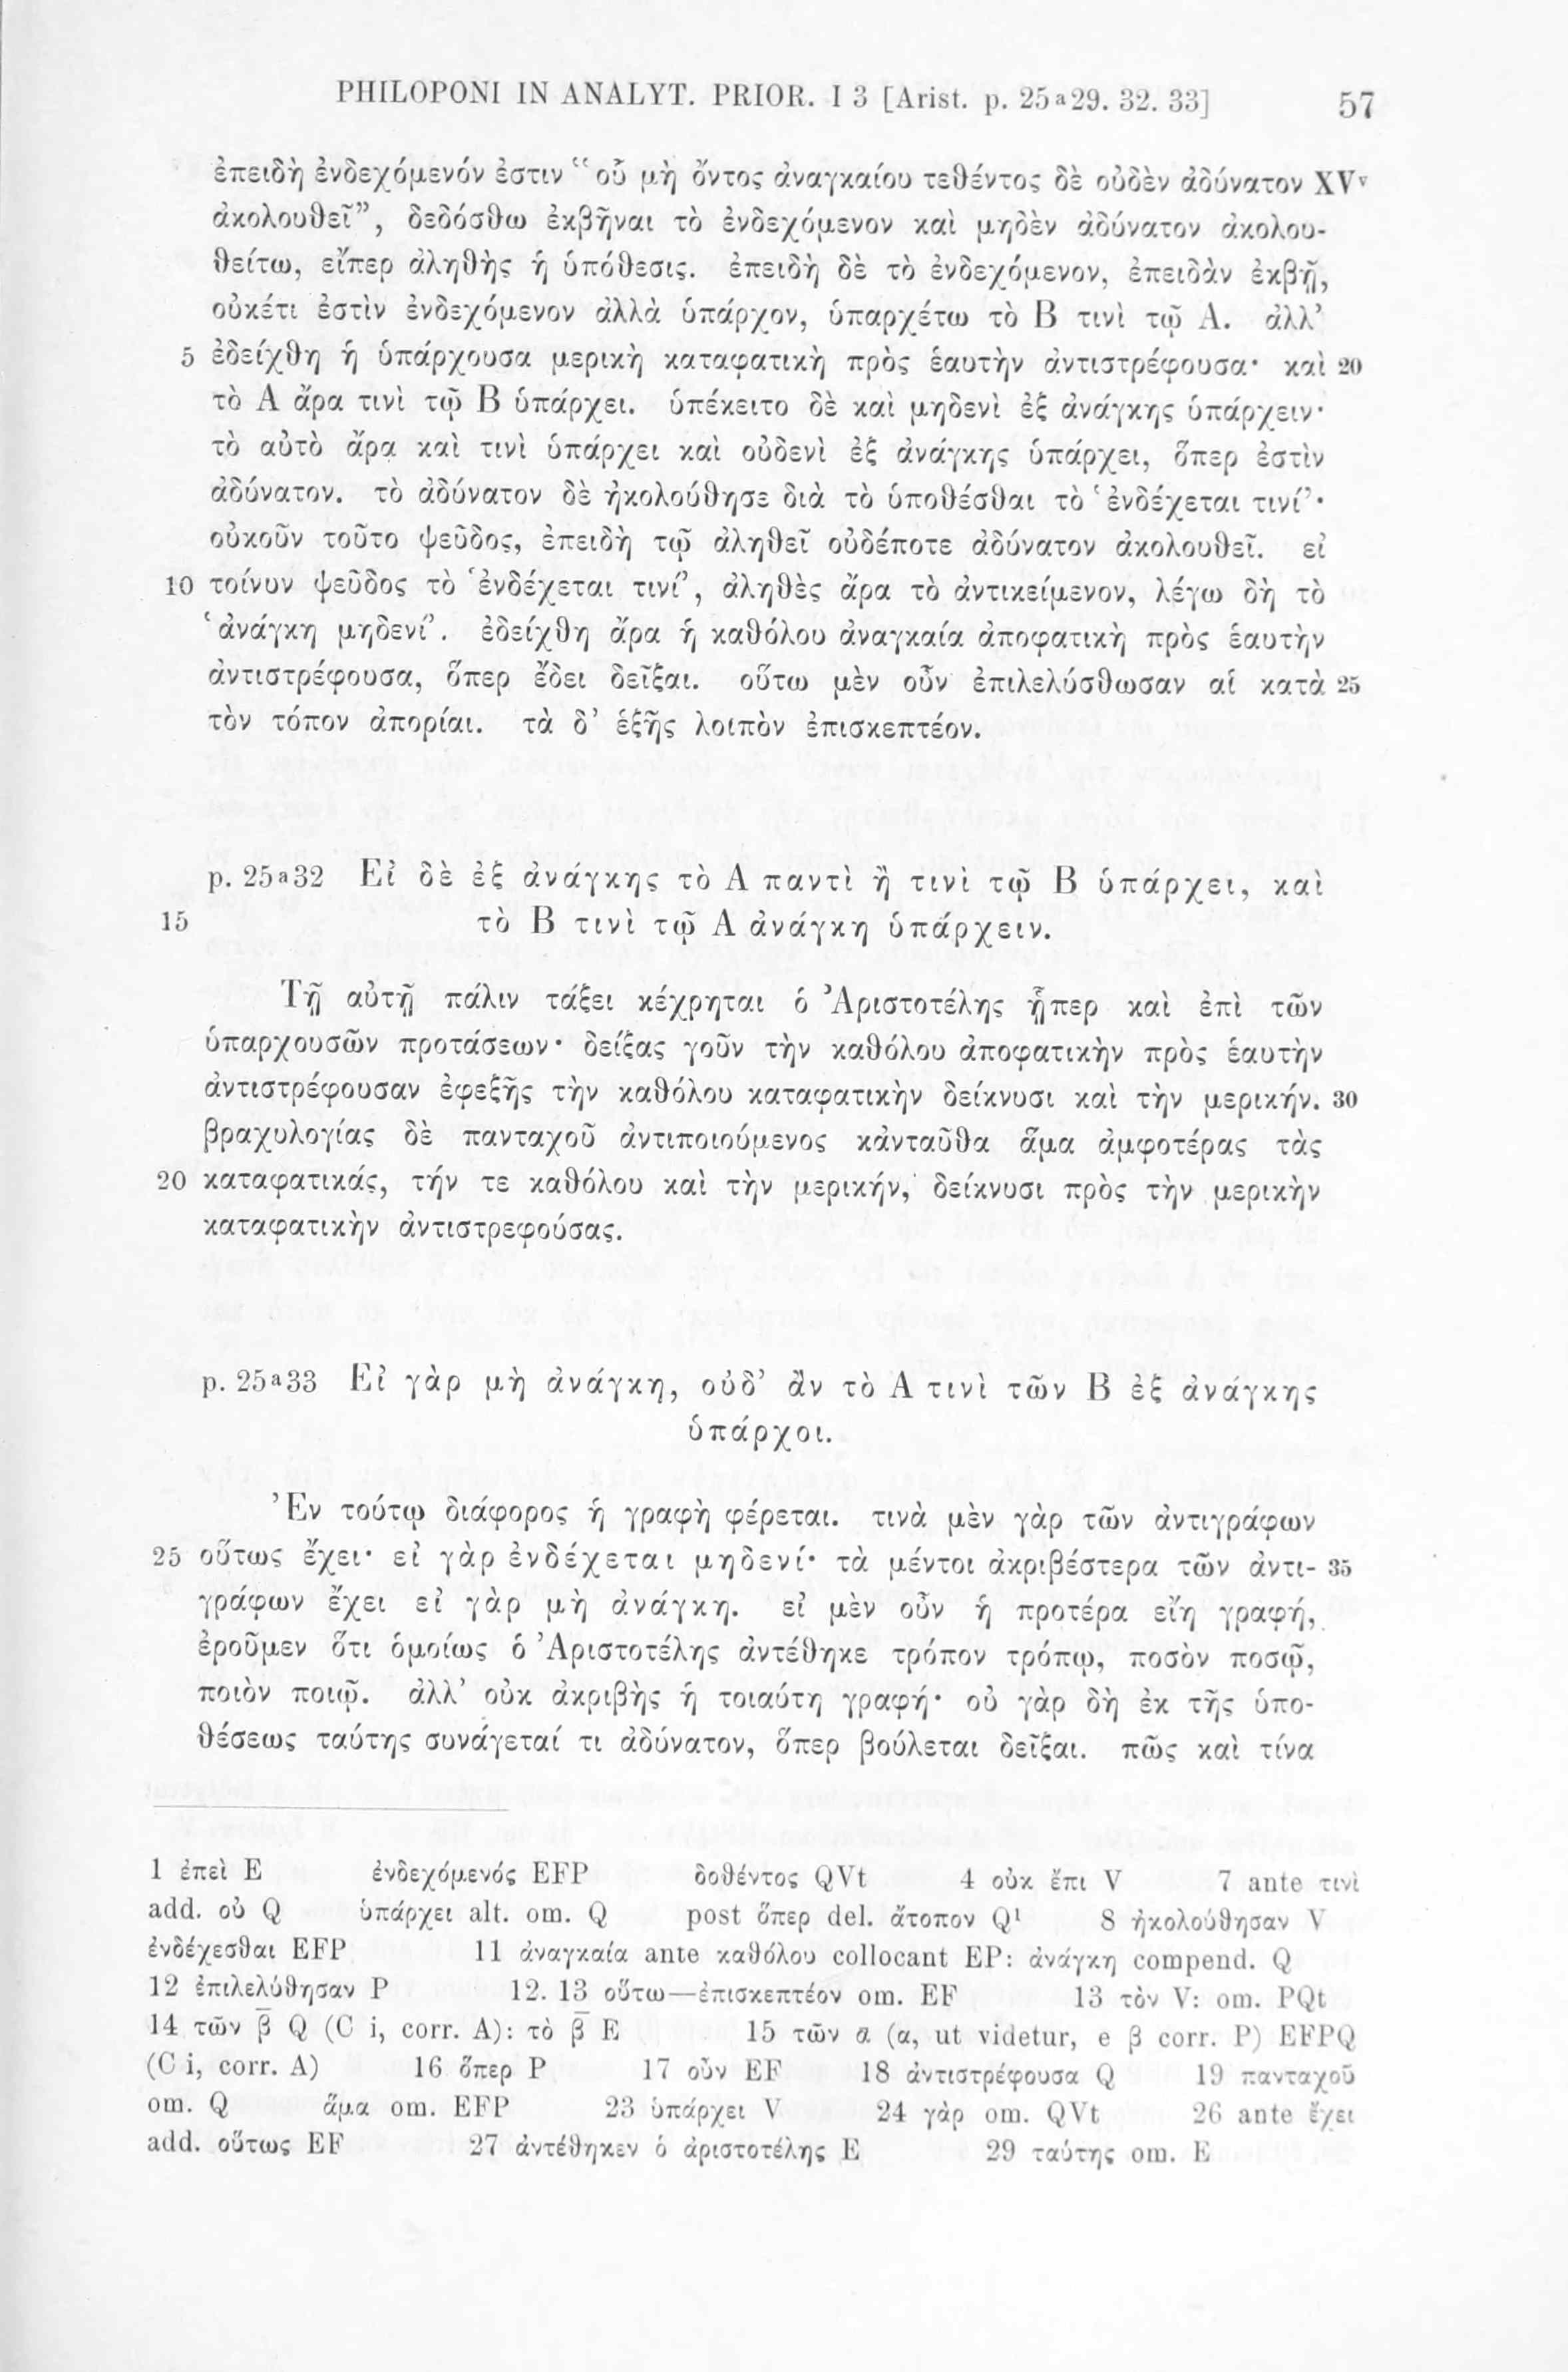 PHILOPONI IN ANALYT. PRIOR. I 3 [Arist. p. 25ª29. 32. 33] 57
ἐπειδὴ ἐνδεχόμενόν ἐστιν “οὗ μὴ ὄντος ἀναγκαίου τεθέντος δὲ οὐδὲν ἀδύνατον XVᵛ
ἀκολουθεῖ”, δεδόσθω ἐκβῆναι τὸ ἐνδεχόμενον καὶ μηδὲν ἀδύνατον ἀκολου-
θείτω, εἴπερ ἀληθὴς ἡ ὑπόθεσις. ἐπειδὴ δὲ τὸ ἐνδεχόμενον, ἐπειδὰν ἐκβῇ,
οὐκέτι ἐστὶν ἐνδεχόμενον ἀλλὰ ὑπάρχον, ὑπαρχέτω τὸ Β τινὶ τῷ Α. ἀλλ’
5 ἐδείχθη ἡ ὑπάρχουσα μερικὴ καταφατικὴ πρὸς ἑαυτὴν ἀντιστρέφουσα· καὶ 20
τὸ Α ἄρα τινὶ τῷ Β ὑπάρχει. ὑπέκειτο δὲ καὶ μηδενὶ ἐξ ἀνάγκης ὑπάρχειν·
τὸ αὐτὸ ἄρα καὶ τινὶ ὑπάρχει καὶ οὐδενὶ ἐξ ἀνάγκης ὑπάρχει, ὅπερ ἐστὶν
ἀδύνατον. τὸ ἀδύνατον δὲ ἠκολούθησε διὰ τὸ ὑποθέσθαι τὸ ‘ἐνδέχεται τινί’·
οὐκοῦν τοῦτο ψεῦδος, ἐπειδὴ τῷ ἀληθεῖ οὐδέποτε ἀδύνατον ἀκολουθεῖ. εἰ
10 τοίνυν ψεῦδος τὸ ‘ἐνδέχεται τινί’, ἀληθὲς ἄρα τὸ ἀντικείμενον, λέγω δὴ τὸ
‘ἀνάγκη μηδενί’. ἐδείχθη ἄρα ἡ καθόλου ἀναγκαία ἀποφατικὴ πρὸς ἑαυτὴν
ἀντιστρέφουσα, ὅπερ ἔδει δεῖξαι. οὕτω μὲν οὖν ἐπιλελύσθωσαν αἱ κατὰ 25
τὸν τόπον ἀπορίαι. τὰ δ’ ἑξῆς λοιπὸν ἐπισκεπτέον.
p. 25ª32 Εἰ δὲ ἐξ ἀνάγκης τὸ Α παντὶ ἢ τινὶ τῷ Β ὑπάρχει, καὶ
15 τὸ Β τινὶ τῷ Α ἀνάγκη ὑπάρχειν.
Τῇ αὐτῇ πάλιν τάξει κέχρηται ὁ Ἀριστοτέλης ᾗπερ καὶ ἐπὶ τῶν
ὑπαρχουσῶν προτάσεων· δείξας γοῦν τὴν καθόλου ἀποφατικὴν πρὸς ἑαυτὴν
ἀντιστρέφουσαν ἐφεξῆς τὴν καθόλου καταφατικὴν δείκνυσι καὶ τὴν μερικήν. 30
βραχυλογίας δὲ πανταχοῦ ἀντιποιούμενος κἀνταῦθα ἅμα ἀμφοτέρας τὰς
20 καταφατικάς, τήν τε καθόλου καὶ τὴν μερικήν, δείκνυσι πρὸς τὴν μερικὴν
καταφατικὴν ἀντιστρεφούσας.
p. 25ª33 Εἰ γὰρ μὴ ἀνάγκη, οὐδ’ ἂν τὸ Α τινὶ τῶν Β ἐξ ἀνάγκης
ὑπάρχοι.
Ἐν τούτῳ διάφορος ἡ γραφὴ φέρεται. τινὰ μὲν γὰρ τῶν ἀντιγράφων
25 οὕτως ἔχει· εἰ γὰρ ἐνδέχεται μηδενί· τὰ μέντοι ἀκριβέστερα τῶν ἀντι- 35
γράφων ἔχει εἰ γὰρ μὴ ἀνάγκη. εἰ μὲν οὖν ἡ προτέρα εἴη γραφή,
ἐροῦμεν ὅτι ὁμοίως ὁ Ἀριστοτέλης ἀντέθηκε τρόπον τρόπῳ, ποσὸν ποσῷ,
ποιὸν ποιῷ. ἀλλ’ οὐκ ἀκριβὴς ἡ τοιαύτη γραφή· οὐ γὰρ δὴ ἐκ τῆς ὑπο-
θέσεως ταύτης συνάγεταί τι ἀδύνατον, ὅπερ βούλεται δεῖξαι. πῶς καὶ τίνα
1 ἐπεὶ E ἐνδεχόμενός EFP δοθέντος QVt 4 οὐκ ἔπι V 7 ante τινὶ
add. οὐ Q ὑπάρχει alt. om. Q post ὅπερ del. ἄτοπον Q¹ 8 ἠκολούθησαν V
ἐνδέχεσθαι EFP 11 ἀναγκαία ante καθόλου collocant EP: ἀνάγκη compend. Q
12 ἐπιλελύθησαν P 12. 13 οὕτω—ἐπισκεπτέον om. EF 13 τὸν V: om. PQt
14 τῶν β̄ Q (C i, corr. A): τὸ β̄ E 15 τῶν ᾱ (α, ut videtur, e β corr. P) EFPQ
(C i, corr. A) 16 ὅπερ P 17 οὖν EF 18 ἀντιστρέφουσα Q 19 πανταχοῦ
om. Q ἅμα om. EFP 23 ὑπάρχει V 24 γὰρ om. QVt 26 ante ἔχει
add. οὕτως EF 27 ἀντέθηκεν ὁ ἀριστοτέλης E 29 ταύτης om. E